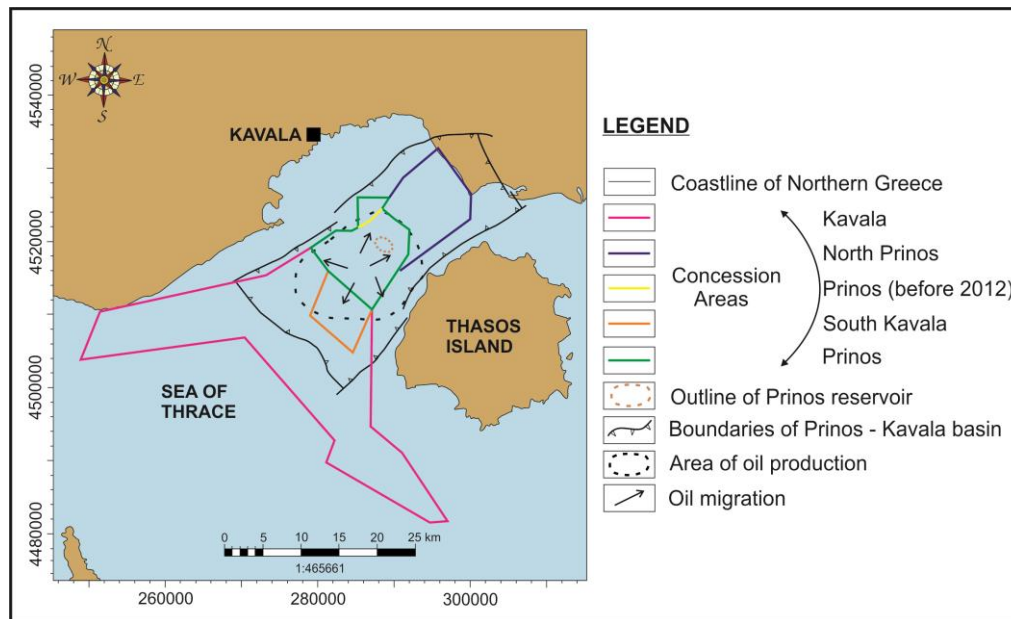 N
W E
S
KAVALA
THASOS
ISLAND
SEA OF
THRACE
4540000
4520000
4500000
4480000
260000 280000 300000
0 5 10 15 20 25 km
1:465661
LEGEND
Coastline of Northern Greece
Kavala
North Prinos
Concession
Areas
Prinos (before 2012)
South Kavala
Prinos
Outline of Prinos reservoir
Boundaries of Prinos - Kavala basin
Area of oil production
Oil migration